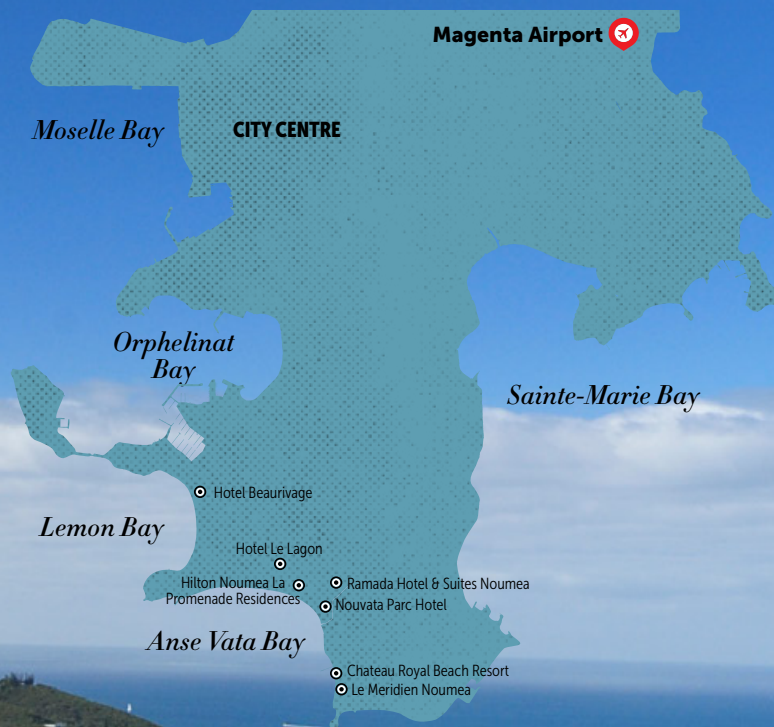 Magenta Airport
Moselle Bay
CITY CENTRE
Orphelinat
Bay
Sainte-Marie Bay
Hotel Beaurivage
Lemon Bay
Hotel Le Lagon
Hilton Noumea La
Promenade Residences
Ramada Hotel & Suites Noumea
Nouvata Parc Hotel
Anse Vata Bay
Chateau Royal Beach Resort
Le Meridien Noumea